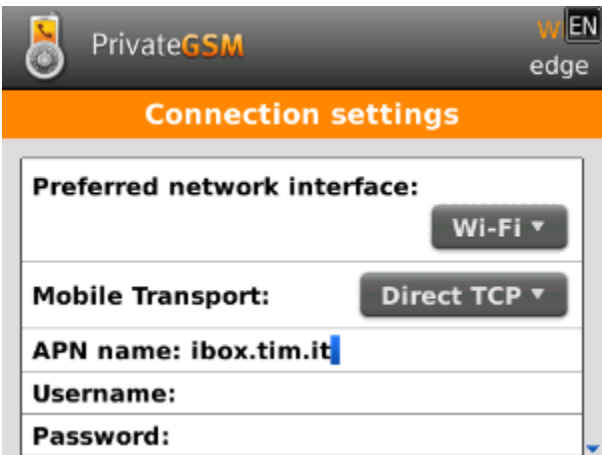 PrivateGSM
W EN
edge
Connection settings
Preferred network interface:
Wi-Fi
Mobile Transport:
Direct TCP
APN name: ibox.tim.it
Username:
Password: